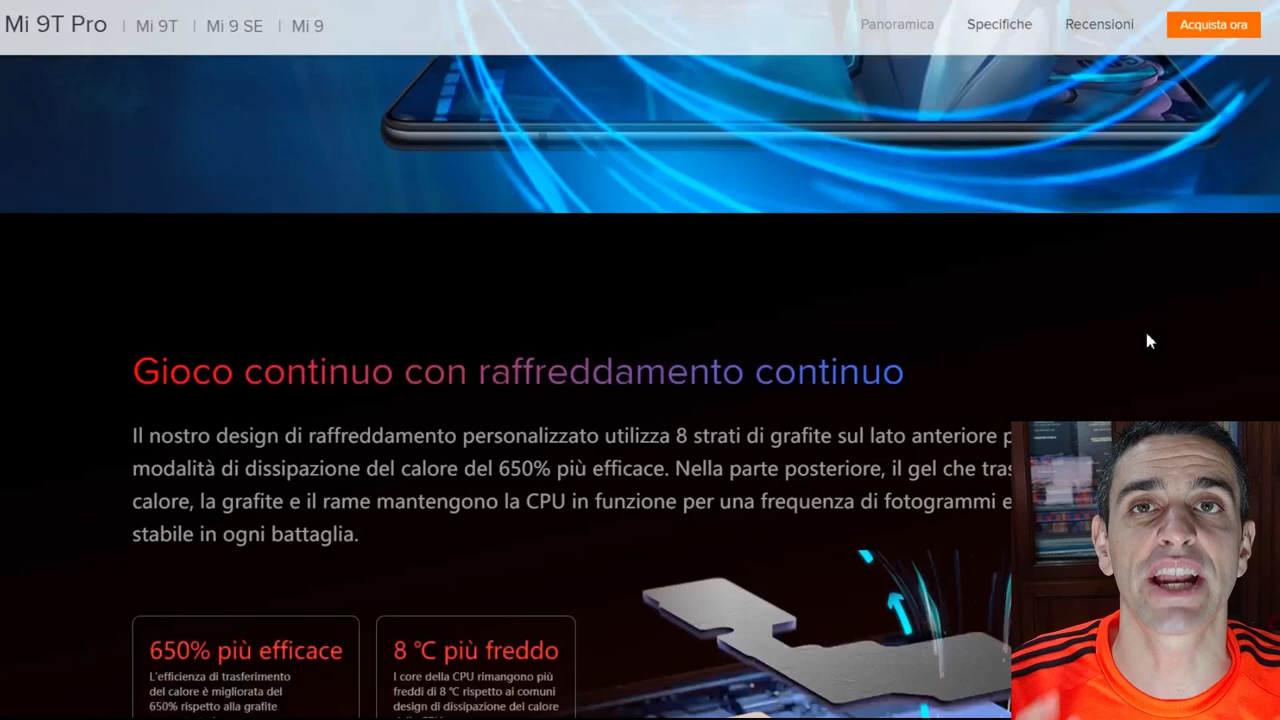 Mi 9T Pro | Mi 9T | Mi 9 SE | Mi 9 Panoramica Specifiche Recensioni Acquista ora
Gioco continuo con raffreddamento continuo
Il nostro design di raffreddamento personalizzato utilizza 8 strati di grafite sul lato anteriore
modalità di dissipazione del calore del 650% più efficace. Nella parte posteriore, il gel che
calore, la grafite e il rame mantengono la CPU in funzione per una frequenza di fotogrammi
stabile in ogni battaglia.
650% più efficace
L'efficienza di trasferimento
del calore è migliorata del
650% rispetto alla grafite
8 ℃ più freddo
I core della CPU rimangono più
freddi di 8 ℃ rispetto ai comuni
design di dissipazione del calore